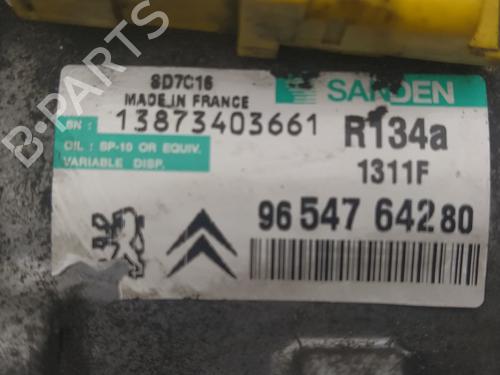 SD7C16
MADE IN FRANCE
SANDEN
SN : 13873403661
R134a
OIL : SP-10 OR EQUIV.
VARIABLE DISP.
1311F
96 547 642 80
B-PARTS